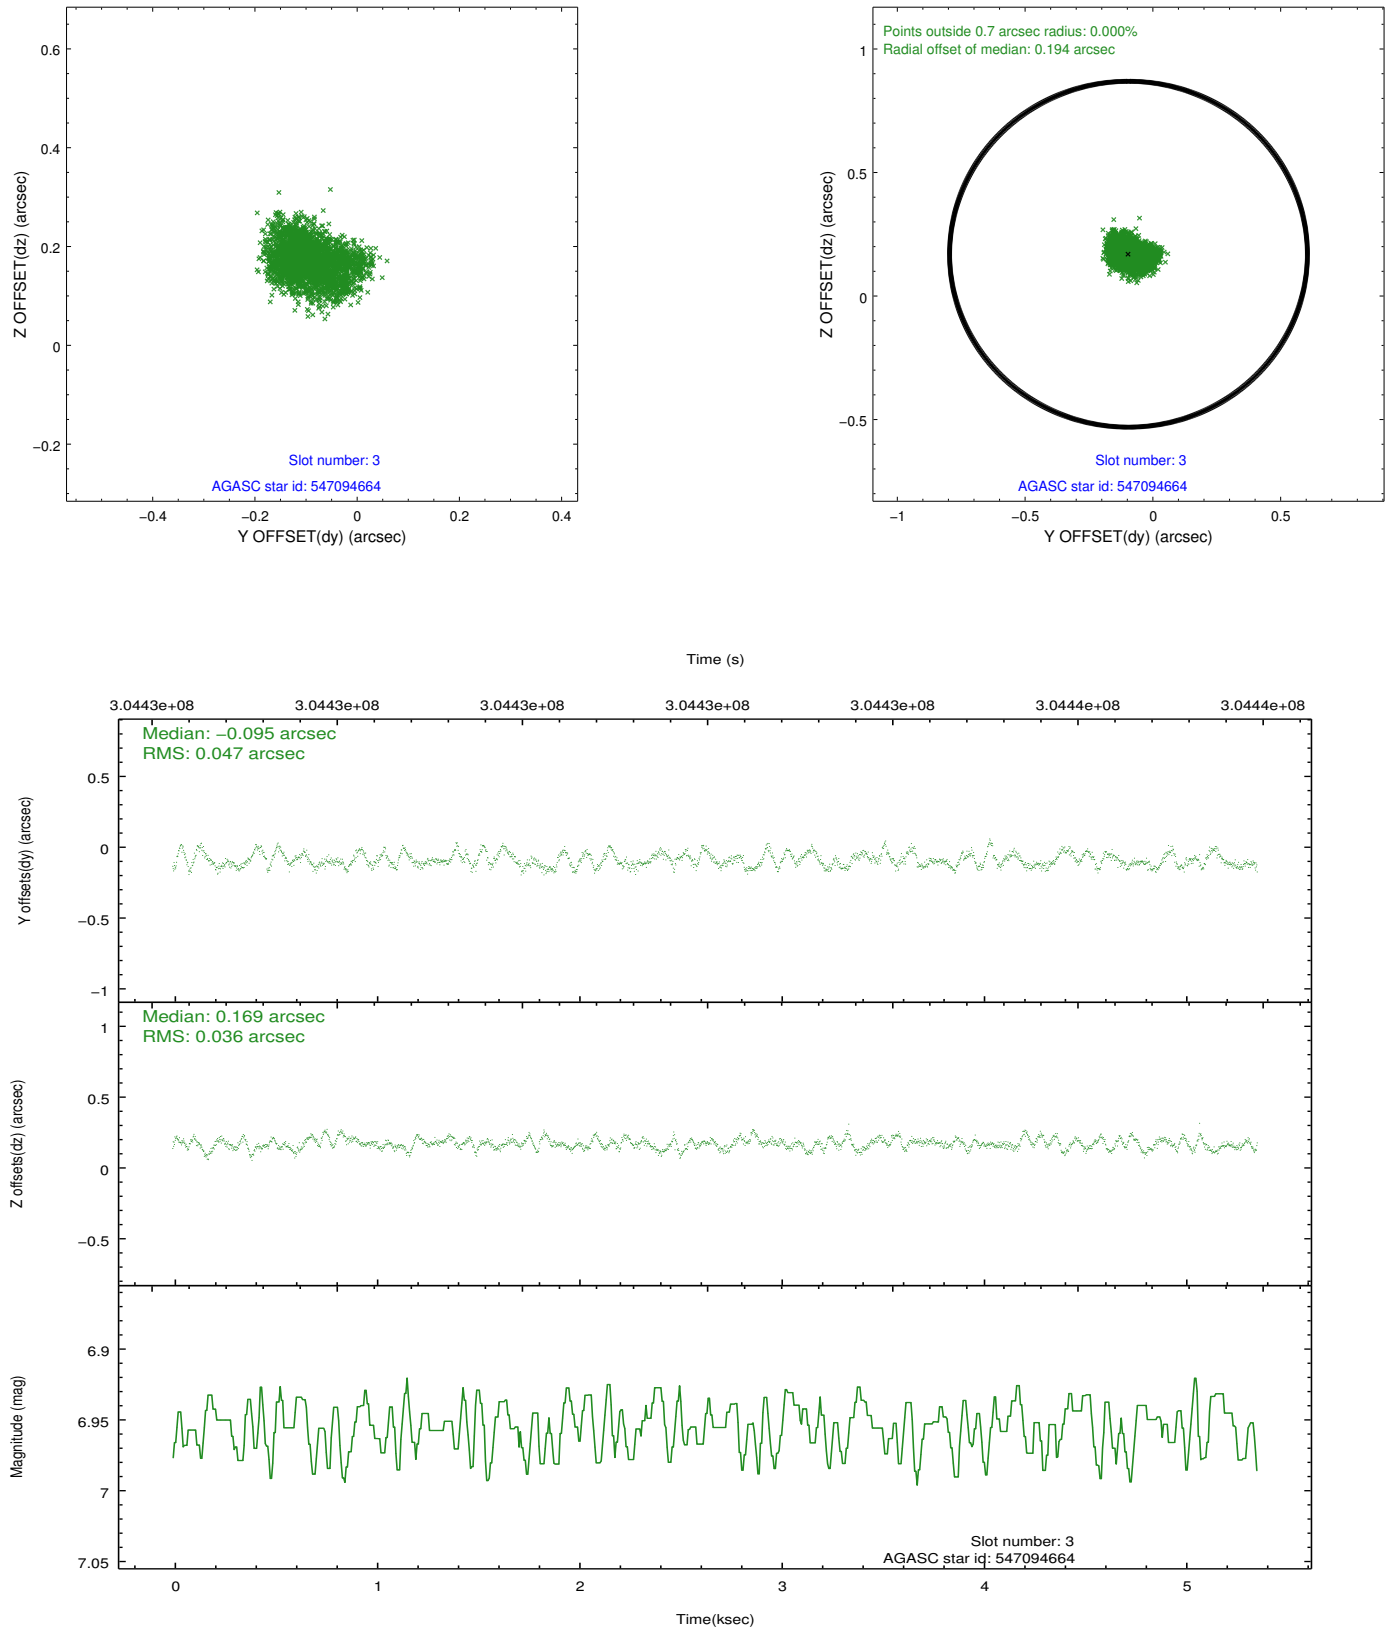 0.6
0.4
0.2
0
−0.2
Z OFFSET(dz) (arcsec)
Slot number: 3
AGASC star id: 547094664
−0.4
−0.2
0
0.2
0.4
Y OFFSET(dy) (arcsec)
Points outside 0.7 arcsec radius: 0.000%
Radial offset of median: 0.194 arcsec
1
0.5
0
−0.5
Z OFFSET(dz) (arcsec)
Slot number: 3
AGASC star id: 547094664
−1
−0.5
0
0.5
Y OFFSET(dy) (arcsec)
Time (s)
3.0443e+08
3.0443e+08
3.0443e+08
3.0443e+08
3.0443e+08
3.0444e+08
3.0444e+08
Median: −0.095 arcsec
RMS: 0.047 arcsec
0.5
0
−0.5
−1
Y offsets(dy) (arcsec)
Median: 0.169 arcsec
RMS: 0.036 arcsec
1
0.5
0
−0.5
Z offsets(dz) (arcsec)
6.9
6.95
7
7.05
Magnitude (mag)
Slot number: 3
AGASC star id: 547094664
0
1
2
3
4
5
Time(ksec)